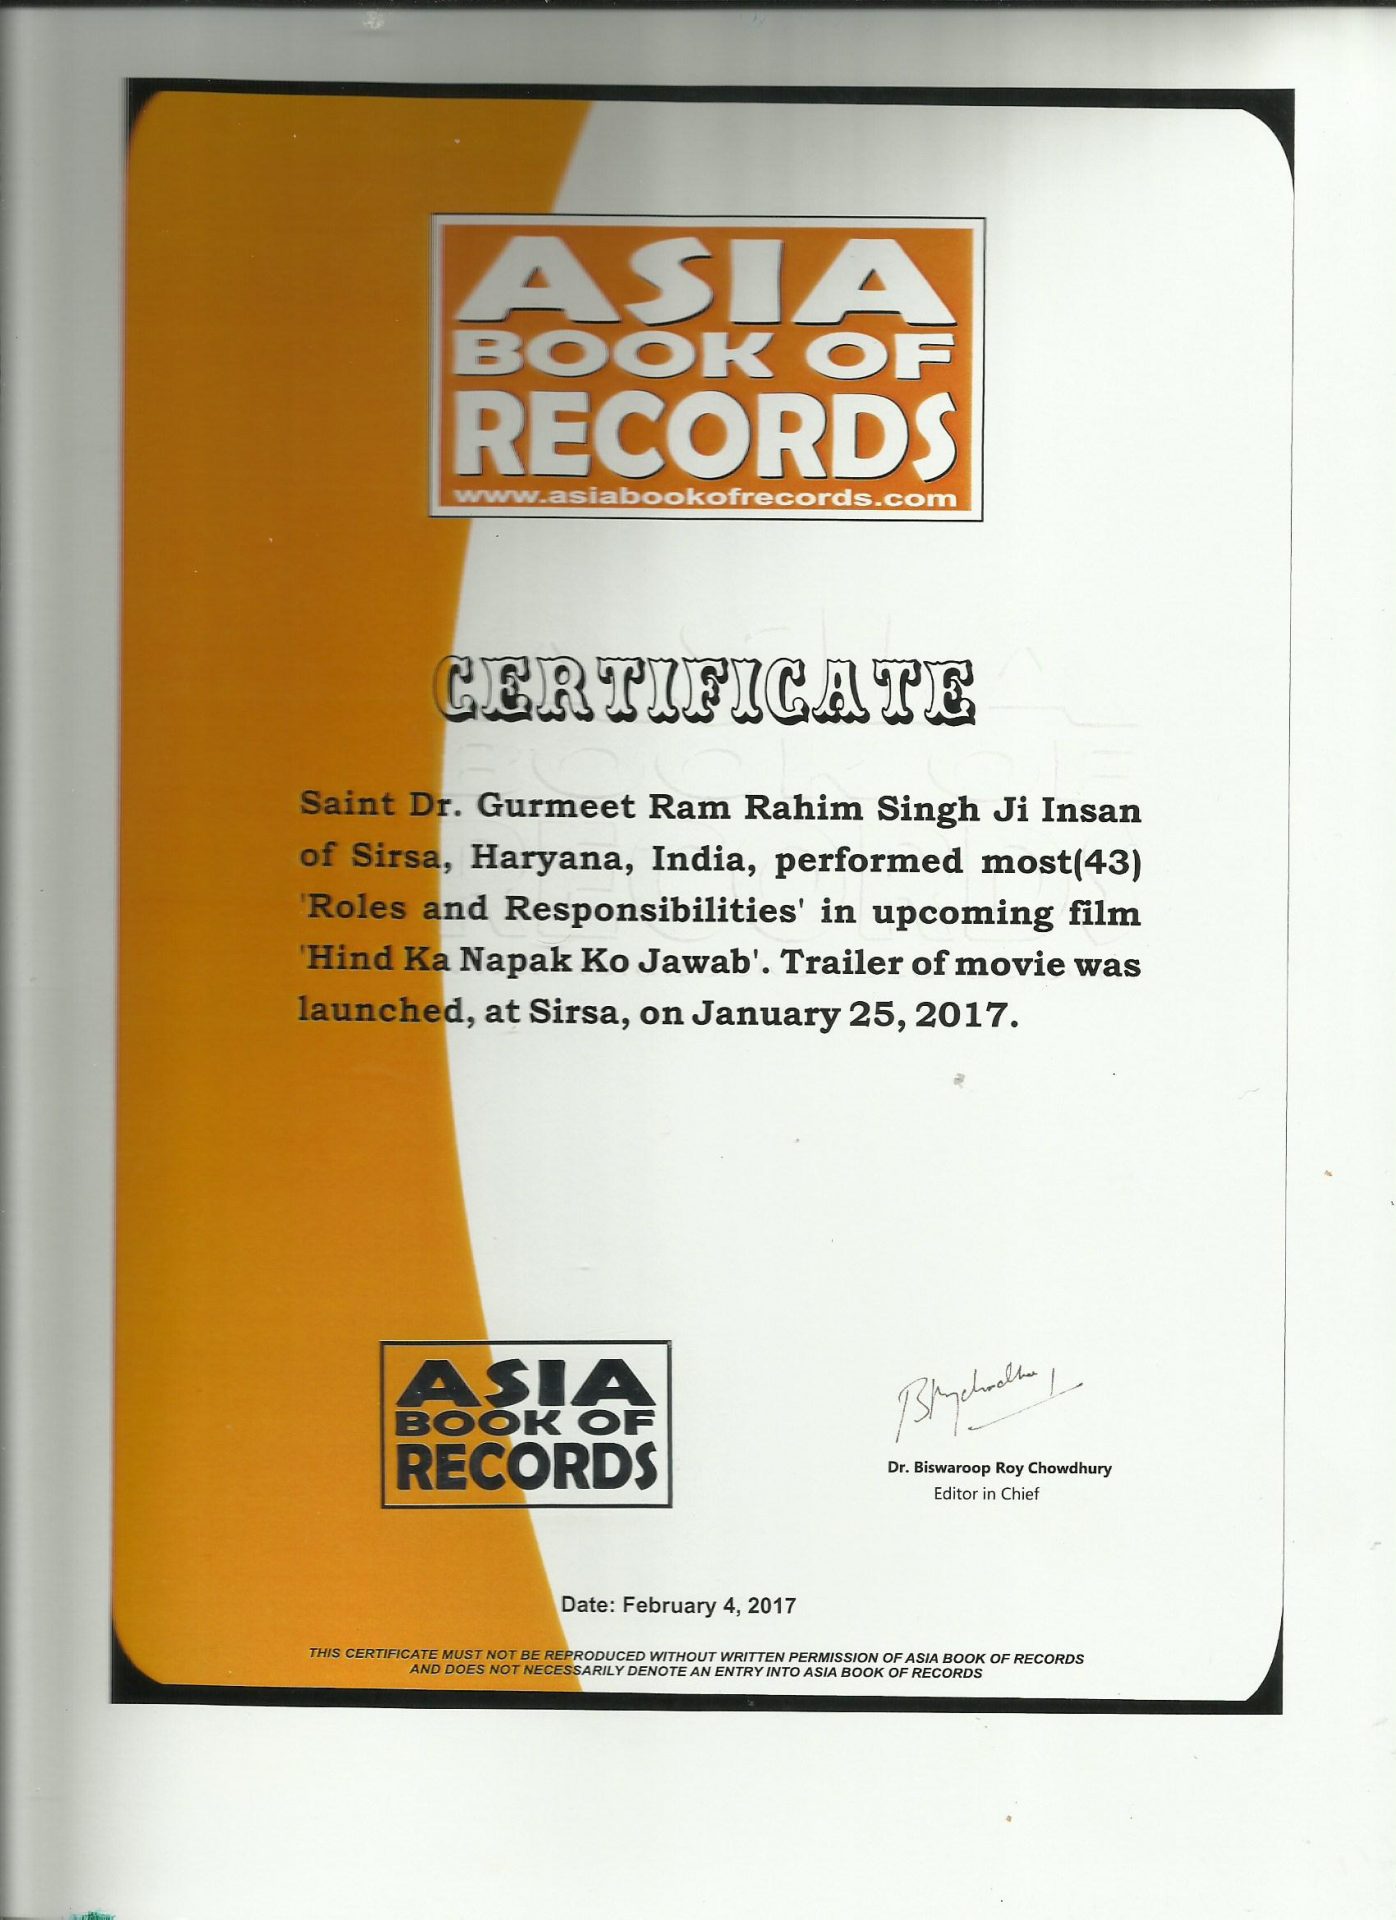 ASIA
BOOK OF
RECORDS
www.asiabookofrecords.com
CERTIFICATE
Saint Dr. Gurmeet Ram Rahim Singh Ji Insan
of Sirsa, Haryana, India, performed most(43)
'Roles and Responsibilities' in upcoming film
'Hind Ka Napak Ko Jawab'. Trailer of movie was
launched, at Sirsa, on January 25, 2017.
ASIA
BOOK OF
RECORDS
Dr. Biswaroop Roy Chowdhury
Editor in Chief
Date: February 4, 2017
THIS CERTIFICATE MUST NOT BE REPRODUCED WITHOUT WRITTEN PERMISSION OF ASIA BOOK OF RECORDS
AND DOES NOT NECESSARILY DENOTE AN ENTRY INTO ASIA BOOK OF RECORDS